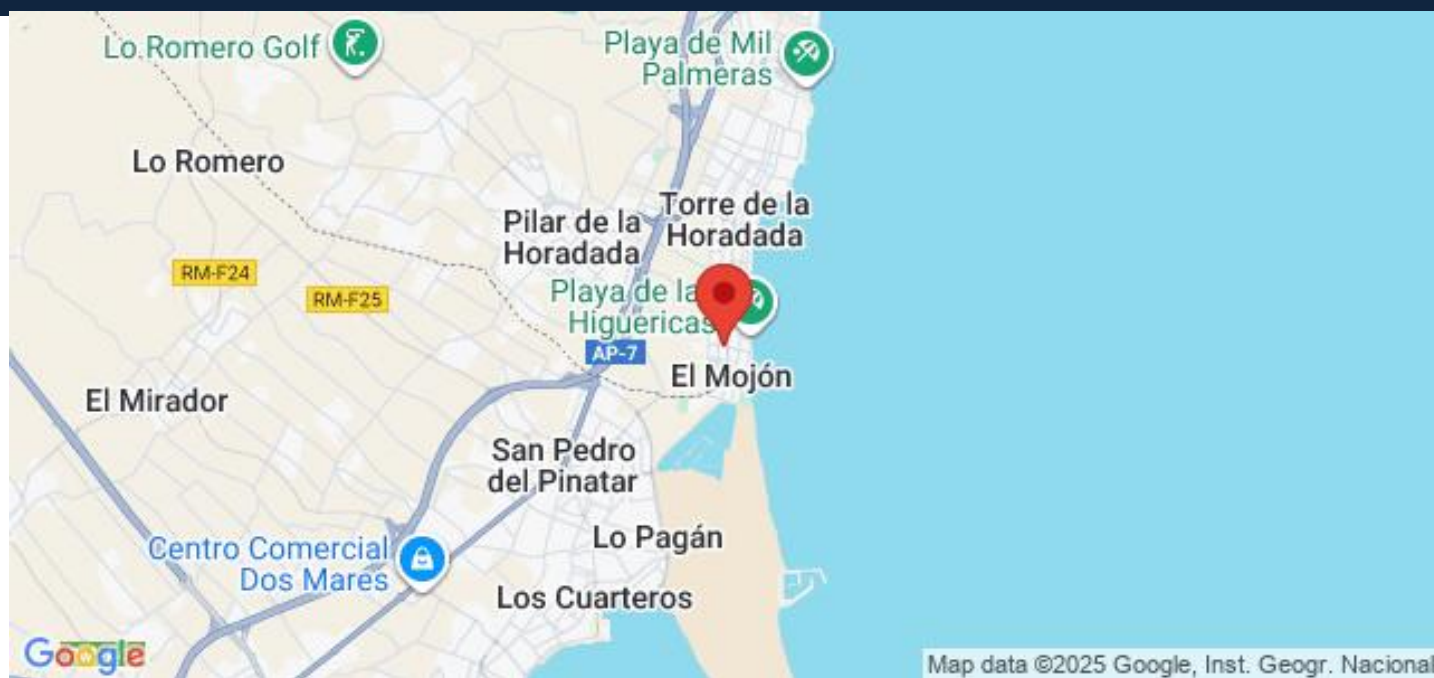 Lo Romero Golf
Playa de Mil
Palmeras
Lo Romero
Torre de la
Horadada
Pilar de la
Horadada
RM-F24
RM-F25
Playa de la
Higuericas
AP-7
El Mojón
El Mirador
San Pedro
del Pinatar
Lo Pagán
Centro Comercial
Dos Mares
Los Cuarteros
Google
Map data ©2025 Google, Inst. Geogr. Nacional